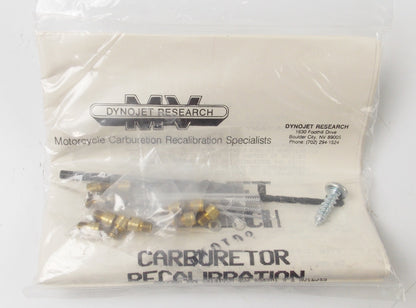 MV
DYNOJET RESEARCH
Motorcycle Carburetion Recalibration Specialists
DYNOJET RESEARCH
1630 Foothill Drive
Boulder City, NV 89005
Phone: (702) 294-1524
CARBURETOR
RECALIBRATION